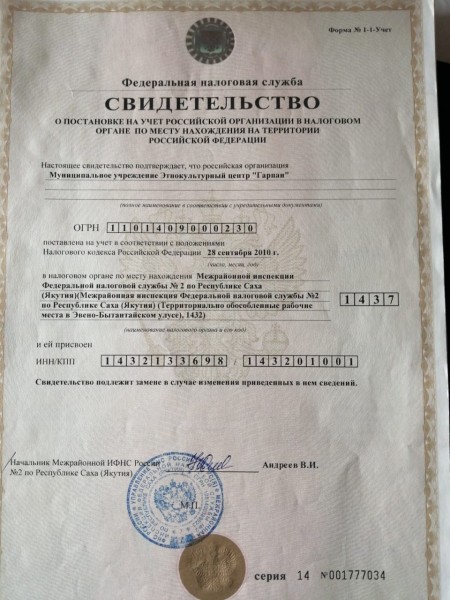 Форма № 1-1-Учет
Федеральная налоговая служба
СВИДЕТЕЛЬСТВО
О ПОСТАНОВКЕ НА УЧЕТ РОССИЙСКОЙ ОРГАНИЗАЦИИ В НАЛОГОВОМ
ОРГАНЕ ПО МЕСТУ НАХОЖДЕНИЯ НА ТЕРРИТОРИИ
РОССИЙСКОЙ ФЕДЕРАЦИИ
Настоящее свидетельство подтверждает, что российская организация
Муниципальное учреждение Этнокультурный центр "Гарпан"
(полное наименование в соответствии с учредительными документами)
ОГРН 1101409000230
поставлена на учет в соответствии с положениями
Налогового кодекса Российской Федерации 28 сентября 2010 г.
(число, месяц, год)
в налоговом органе по месту нахождения Межрайонной инспекции
Федеральной налоговой службы № 2 по Республике Саха
(Якутия)(Межрайонная инспекция Федеральной налоговой службы №2
по Республике Саха (Якутия) (Территориально обособленные рабочие
места в Эвено-Бытантайском улусе), 1432)
1437
(наименование налогового органа и его код)
и ей присвоен
ИНН/КПП 1432133698 / 143201001
Свидетельство подлежит замене в случае изменения приведенных в нем сведений.
Начальник Межрайонной ИФНС России
№2 по Республике Саха (Якутия)
Андреев В.И.
М.П.
серия 14 №001777034